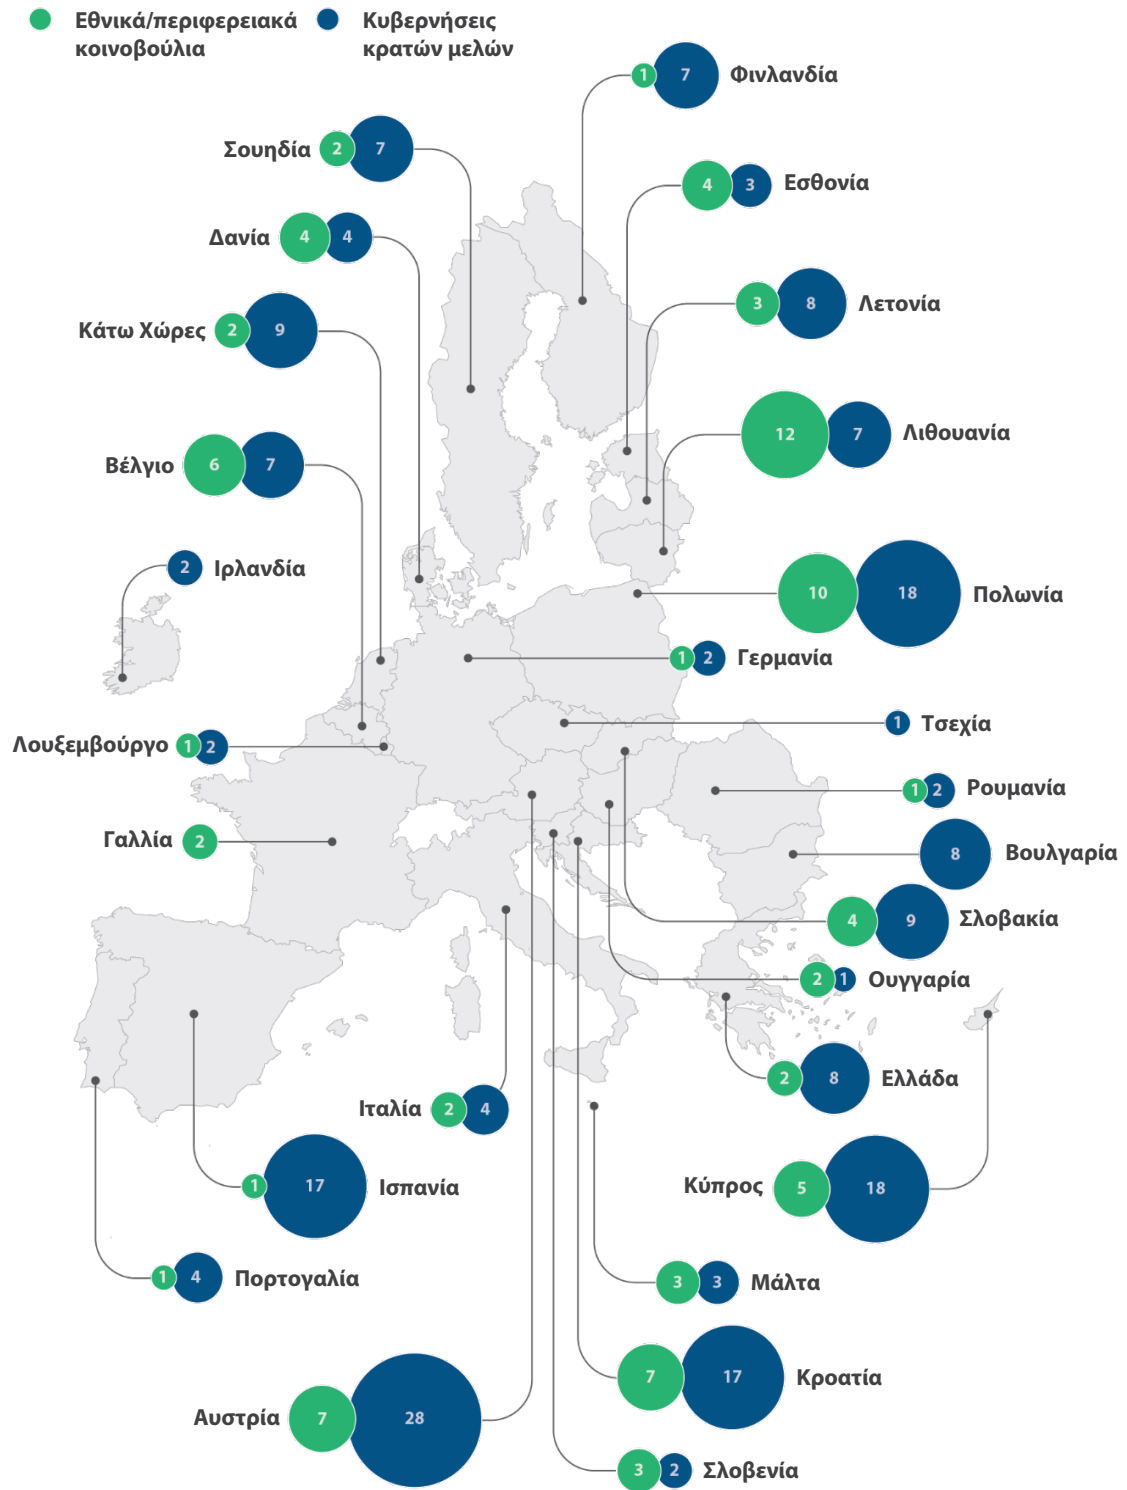 Εθνικά/περιφερειακά
κοινοβούλια
Κυβερνήσεις
κρατών μελών
1 7 Φινλανδία
Σουηδία 2 7
4 3 Εσθονία
Δανία 4 4
3 8 Λετονία
Κάτω Χώρες 2 9
12 7 Λιθουανία
Βέλγιο 6 7
2 Ιρλανδία
10 18 Πολωνία
1 2 Γερμανία
1 Τσεχία
Λουξεμβούργο 1 2
1 2 Ρουμανία
Γαλλία 2
8 Βουλγαρία
4 9 Σλοβακία
2 1 Ουγγαρία
2 8 Ελλάδα
Ιταλία 2 4
1 17 Ισπανία
Κύπρος 5 18
1 4 Πορτογαλία
3 3 Μάλτα
7 17 Κροατία
Αυστρία 7 28
3 2 Σλοβενία